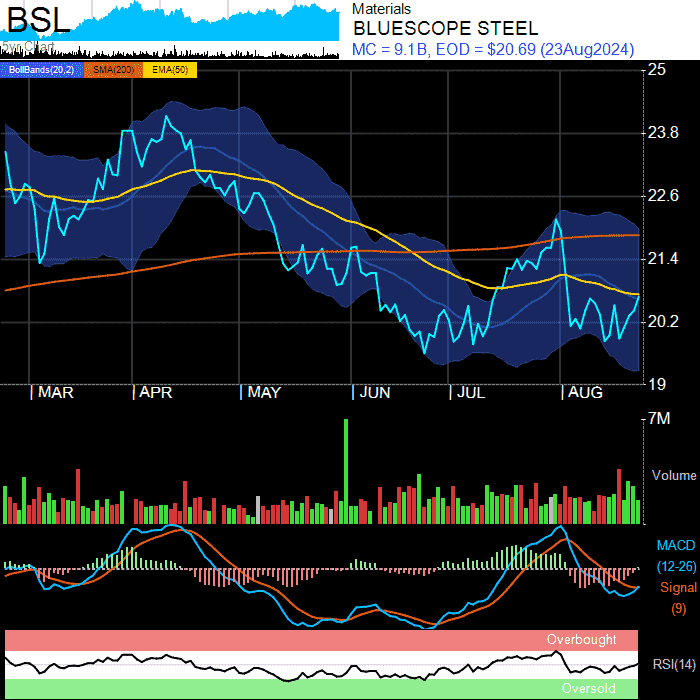 BSL
Materials
BLUESCOPE STEEL
MC = 9.1B, EOD = $20.69 (23Aug2024)
BollBands(20,2) SMA(200) EMA(50)
25
23.8
22.6
21.4
20.2
19
| MAR | APR | MAY | JUN | JUL | AUG
7M
Volume
MACD
(12-26)
Signal
(9)
Overbought
RSI(14)
Oversold